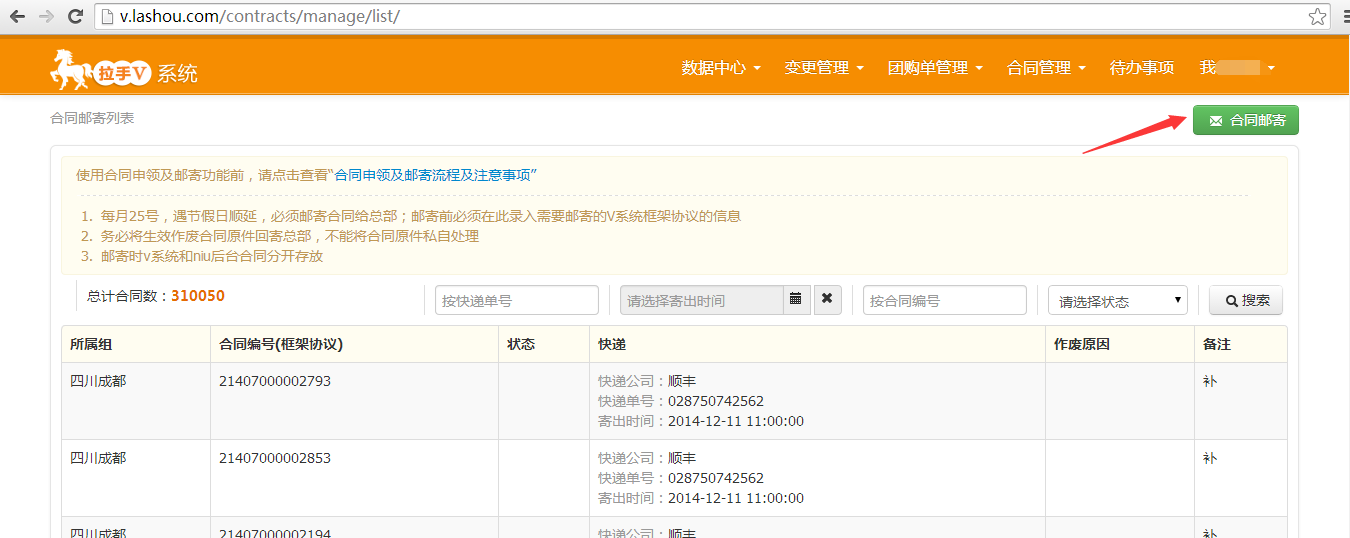 v.lashou.com/contracts/manage/list/
拉手V 系统
数据中心 变更管理 团购单管理 合同管理 待办事项 我
合同邮寄列表
合同邮寄
使用合同申领及邮寄功能前，请点击查看“合同申领及邮寄流程及注意事项”
1. 每月25号，遇节假日顺延，必须邮寄合同给总部；邮寄前必须在此录入需要邮寄的V系统框架协议的信息
2. 务必将生效作废合同原件回寄总部，不能将合同原件私自处理
3. 邮寄时v系统和niu后台合同分开存放
总计合同数：310050 按快递单号 请选择寄出时间 按合同编号 请选择状态 搜索
所属组 合同编号(框架协议) 状态 快递 作废原因 备注
四川成都 21407000002793 快递公司：顺丰 补
快递单号：028750742562
寄出时间：2014-12-11 11:00:00
四川成都 21407000002853 快递公司：顺丰 补
快递单号：028750742562
寄出时间：2014-12-11 11:00:00
四川成都 21407000002194 快递公司：顺丰 补